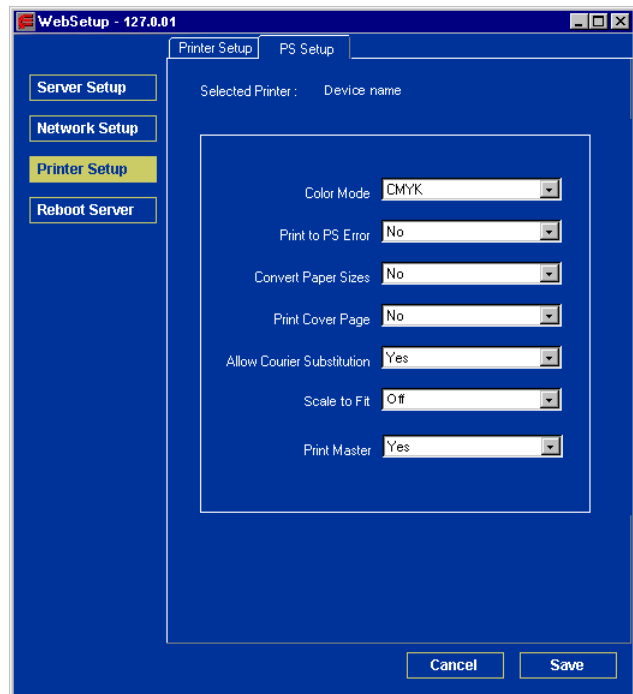 WebSetup - 127.0.01
Printer Setup
PS Setup
Server Setup
Network Setup
Printer Setup
Reboot Server
Selected Printer : Device name
Color Mode CMYK
Print to PS Error No
Convert Paper Sizes No
Print Cover Page No
Allow Courier Substitution Yes
Scale to Fit Off
Print Master Yes
Cancel
Save